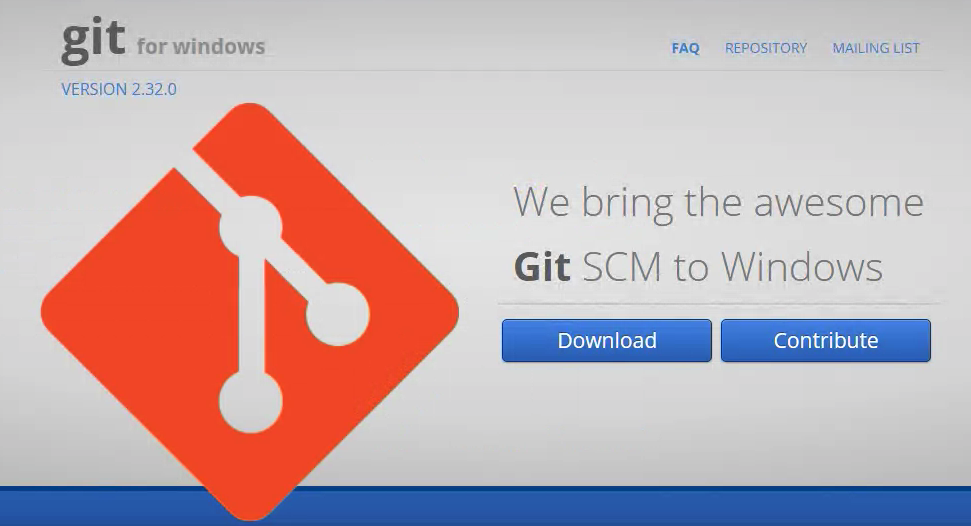 git for windows
FAQ REPOSITORY MAILING LIST
VERSION 2.32.0
We bring the awesome
Git SCM to Windows
Download Contribute